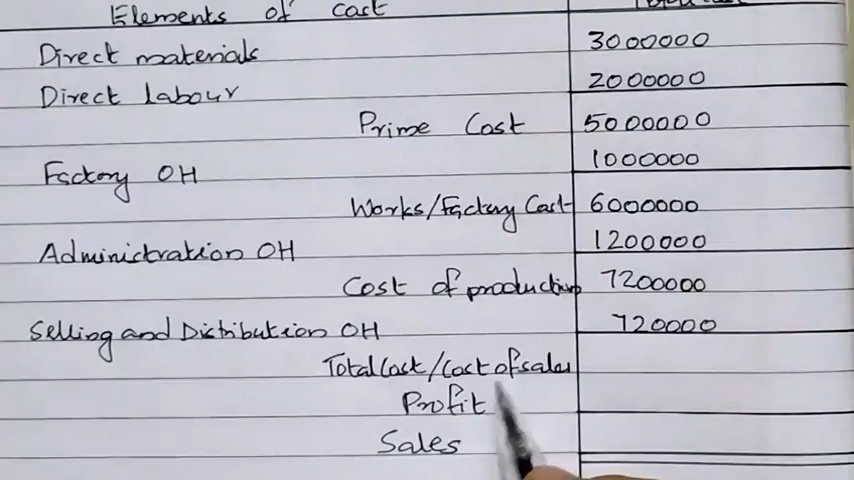 Elements of cost
Direct materials 3000000
Direct labour 2000000
Prime Cost 5000000
Factory OH 1000000
Works/Factory Cost 6000000
Administration OH 1200000
Cost of production 7200000
Selling and Distribution OH 720000
Total Cost/Cost of sales
Profit
Sales